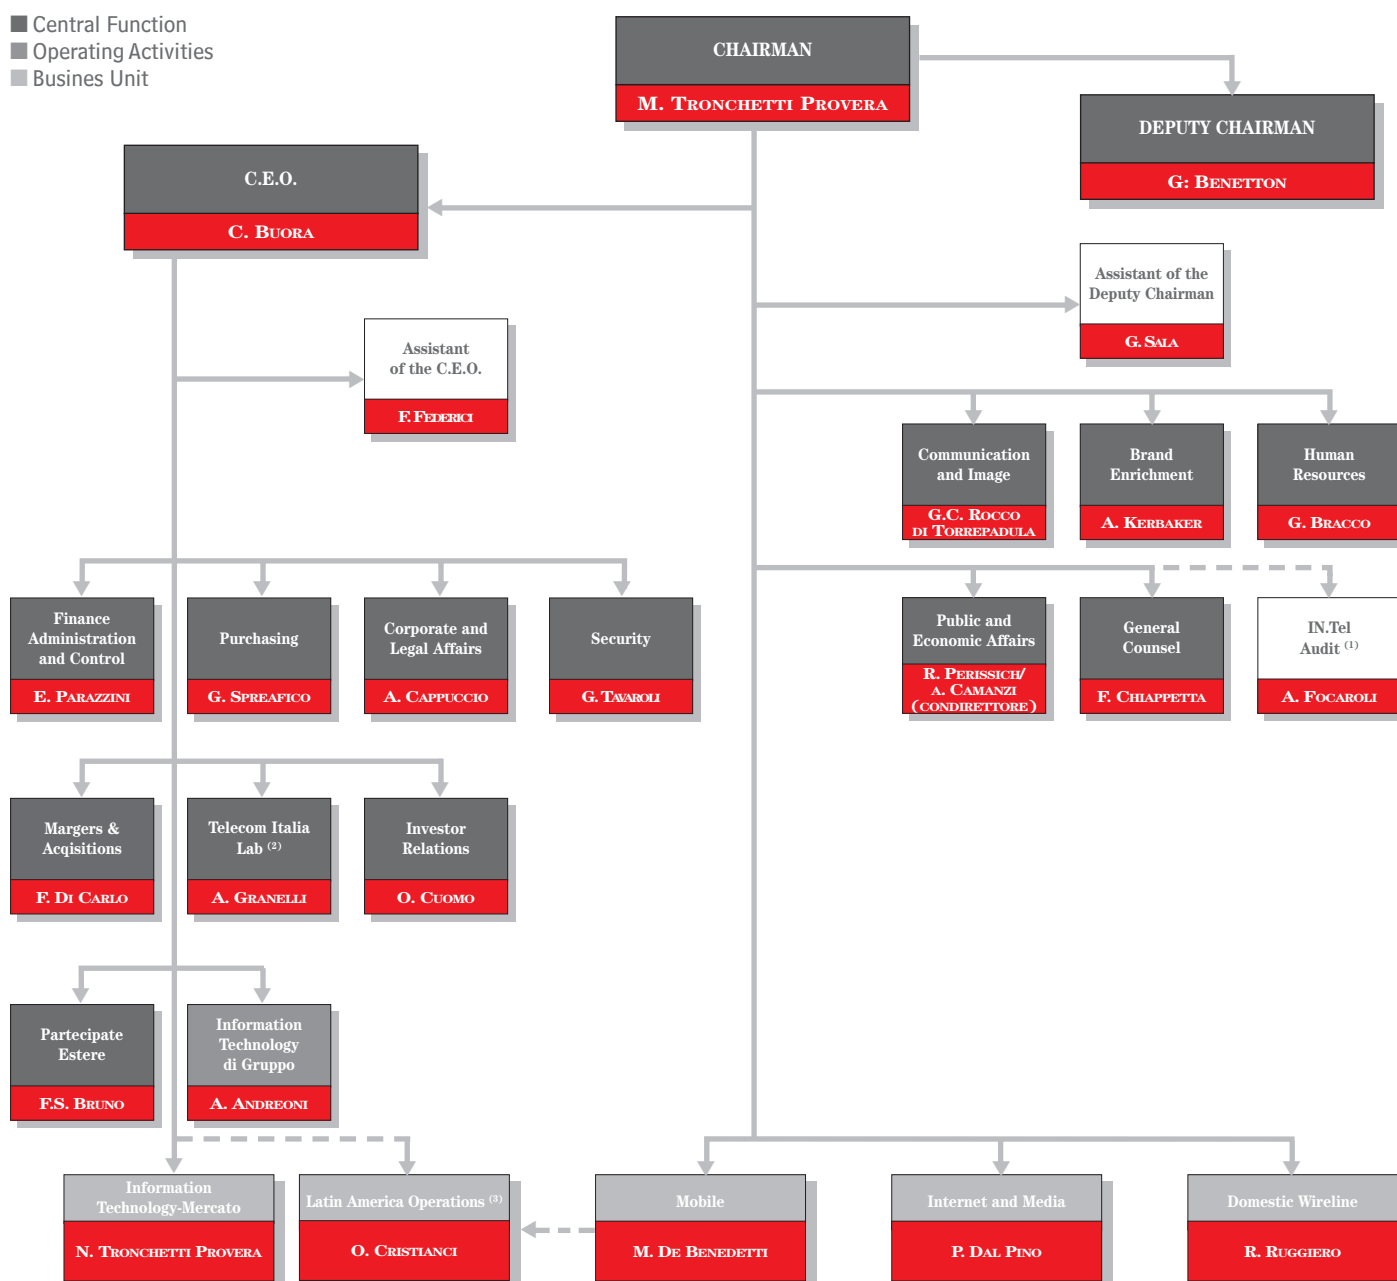 Central Function
Operating Activities
Busines Unit
CHAIRMAN
M. TRONCHETTI PROVERA
DEPUTY CHAIRMAN
G: BENETTON
C.E.O.
C. BUORA
Assistant of the
Deputy Chairman
G. SALA
Assistant
of the C.E.O.
F. FEDERICI
Communication
and Image
G.C. ROCCO
DI TORREPADULA
Brand
Enrichment
A. KERBAKER
Human
Resources
G. BRACCO
Finance
Administration
and Control
E. PARAZZINI
Purchasing
G. SPREAFICO
Corporate and
Legal Affairs
A. CAPPUCCIO
Security
G. TAVAROLI
Public and
Economic Affairs
R. PERISSICH/
A. CAMANZI
(CONDIRETTORE)
General
Counsel
F. CHIAPPETTA
IN.Tel
Audit (1)
A. FOCAROLI
Margers &
Acqisitions
F. DI CARLO
Telecom Italia
Lab (2)
A. GRANELLI
Investor
Relations
O. CUOMO
Partecipate
Estere
F.S. BRUNO
Information
Technology
di Gruppo
A. ANDREONI
Information
Technology-Mercato
N. TRONCHETTI PROVERA
Latin America Operations (3)
O. CRISTIANCI
Mobile
M. DE BENEDETTI
Internet and Media
P. DAL PINO
Domestic Wireline
R. RUGGIERO